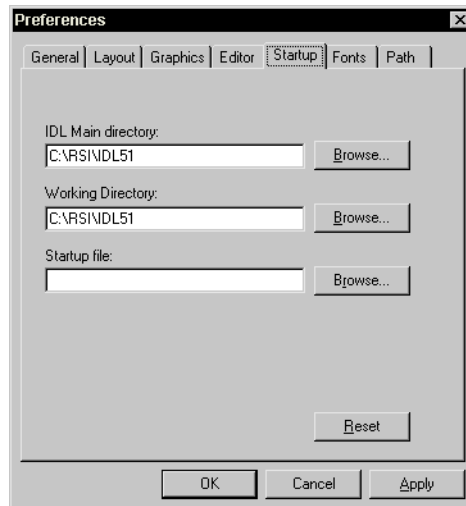 Preferences
General Layout Graphics Editor Startup Fonts Path
IDL Main directory:
C:\RSI\IDL51 Browse...
Working Directory:
C:\RSI\IDL51 Browse...
Startup file:
Browse...
Reset
OK Cancel Apply